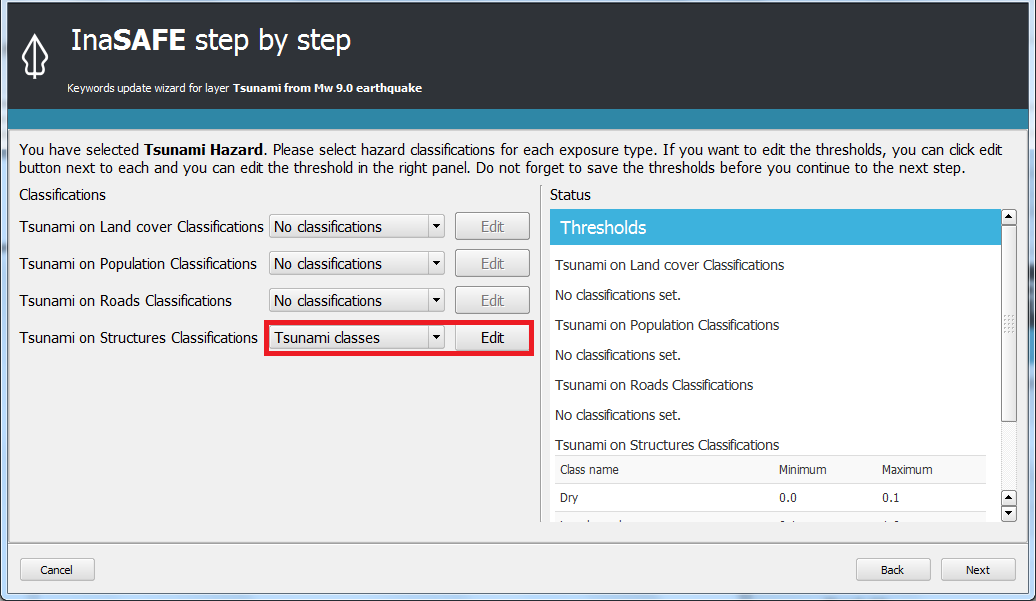 InaSAFE step by step
Keywords update wizard for layer Tsunami from Mw 9.0 earthquake
You have selected Tsunami Hazard. Please select hazard classifications for each exposure type. If you want to edit the thresholds, you can click edit
button next to each and you can edit the threshold in the right panel. Do not forget to save the thresholds before you continue to the next step.
Classifications
Tsunami on Land cover Classifications No classifications Edit
Tsunami on Population Classifications No classifications Edit
Tsunami on Roads Classifications No classifications Edit
Tsunami on Structures Classifications Tsunami classes Edit
Status
Thresholds
Tsunami on Land cover Classifications
No classifications set.
Tsunami on Population Classifications
No classifications set.
Tsunami on Roads Classifications
No classifications set.
Tsunami on Structures Classifications
Class name Minimum Maximum
Dry 0.0 0.1
Cancel Back Next